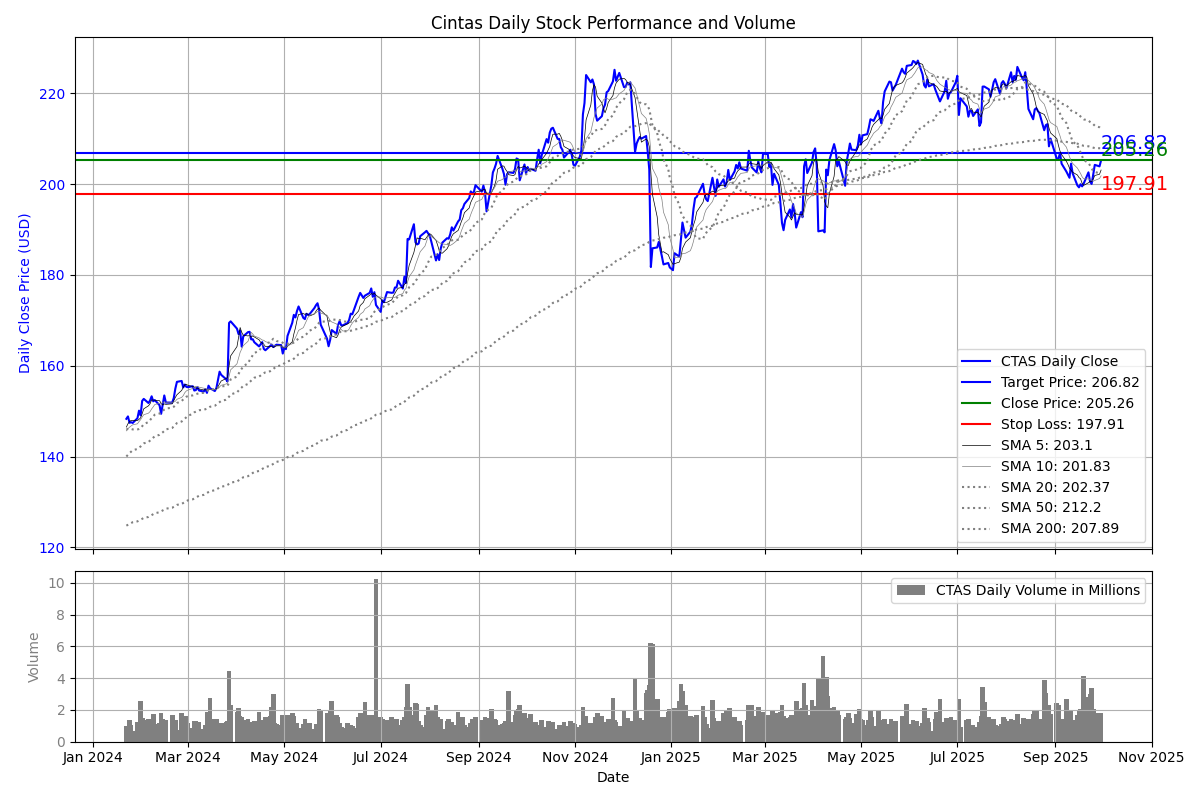 Cintas Daily Stock Performance and Volume
Daily Close Price (USD)
220
200
180
160
140
120
206.82
205.26
197.91
CTAS Daily Close
Target Price: 206.82
Close Price: 205.26
Stop Loss: 197.91
SMA 5: 203.1
SMA 10: 201.83
SMA 20: 202.37
SMA 50: 212.2
SMA 200: 207.89
Volume
10
8
6
4
2
0
CTAS Daily Volume in Millions
Jan 2024 Mar 2024 May 2024 Jul 2024 Sep 2024 Nov 2024 Jan 2025 Mar 2025 May 2025 Jul 2025 Sep 2025 Nov 2025
Date